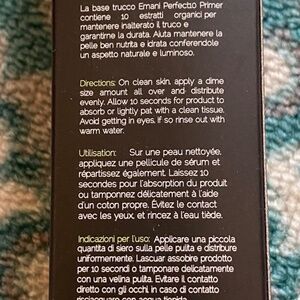 La base trucco Emani Perfect10 Primer
contiene 10 estratti organici per
mantenere inalterato il truco e
garantirne la durata. Aiuta mantenere la
pelle ben nutrita e idrata conferendole
un aspetto naturale e luminoso.
Directions: On clean skin, apply a dime
size amount all over and distribute
evenly. Allow 10 seconds for product to
absorb or lightly pat with a clean tissue.
Avoid getting in eyes, if so rinse out with
warm water.
Utilisation: Sur une peau nettoyée,
appliquez une pellicule de sérum et
répartissez également. Laissez 10
secondes pour l'absorption du produit
ou tamponnez délicatement à l'aide
d'un coton propre. Évitez le contact
avec les yeux, et rincez à l'eau tiède.
Indicazioni per l'uso: Applicare una piccola
quantita di siero sulla pelle pulita e distribuire
uniformemente. Lascuar assobire prodotto
per 10 secondi o tamponare delicatamente
con una velina pulita. Evitare il contatto
diretto con gli occhi in caso di contatto
risciacquare con acqua tiepida.